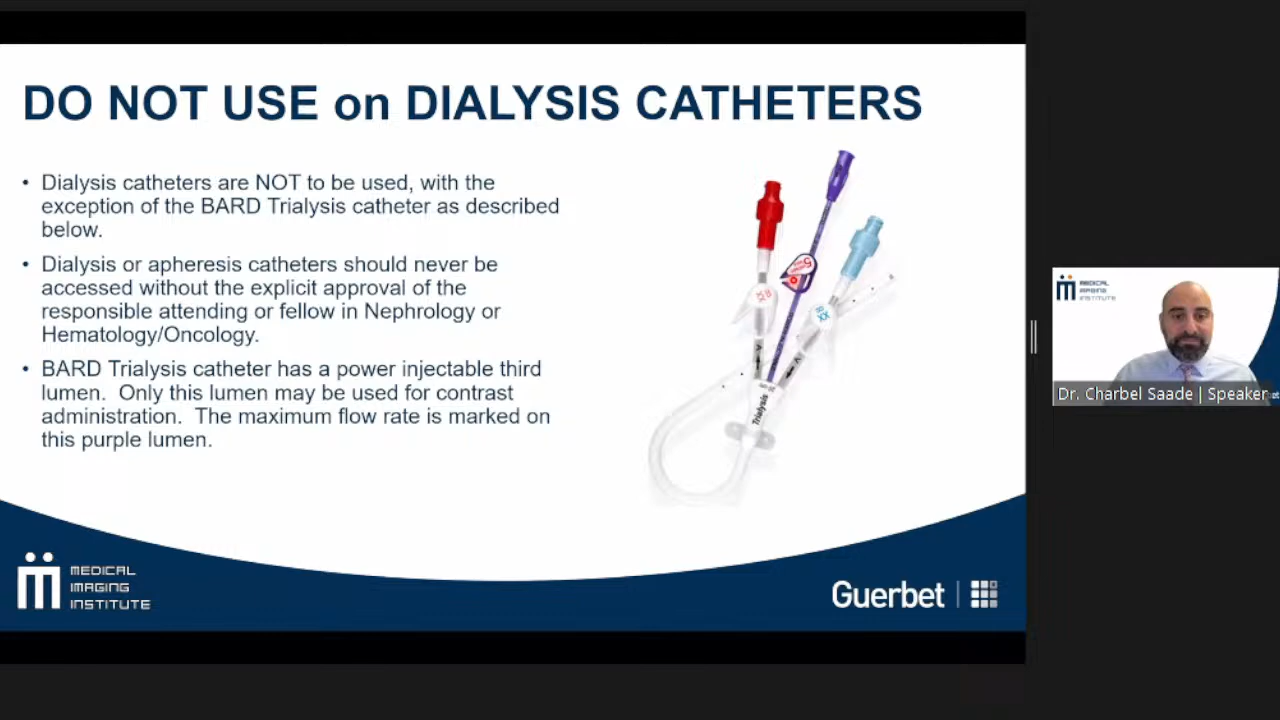 DO NOT USE on DIALYSIS CATHETERS
• Dialysis catheters are NOT to be used, with the
exception of the BARD Trialysis catheter as described
below.
• Dialysis or apheresis catheters should never be
accessed without the explicit approval of the
responsible attending or fellow in Nephrology or
Hematology/Oncology.
• BARD Trialysis catheter has a power injectable third
lumen.  Only this lumen may be used for contrast
administration.  The maximum flow rate is marked on
this purple lumen.
Trialysis
MEDICAL
IMAGING
INSTITUTE
Guerbet
MEDICAL
IMAGING
INSTITUTE
Dr. Charbel Saade | Speaker